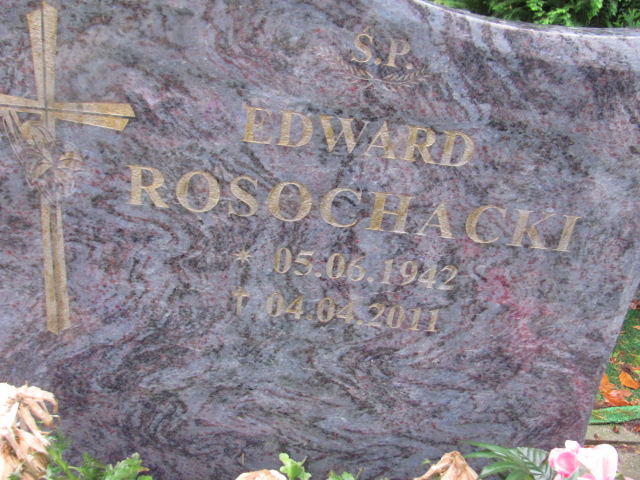 Ś.P.
EDWARD
ROSOCHACKI
* 05.06.1942
† 04.04.2011